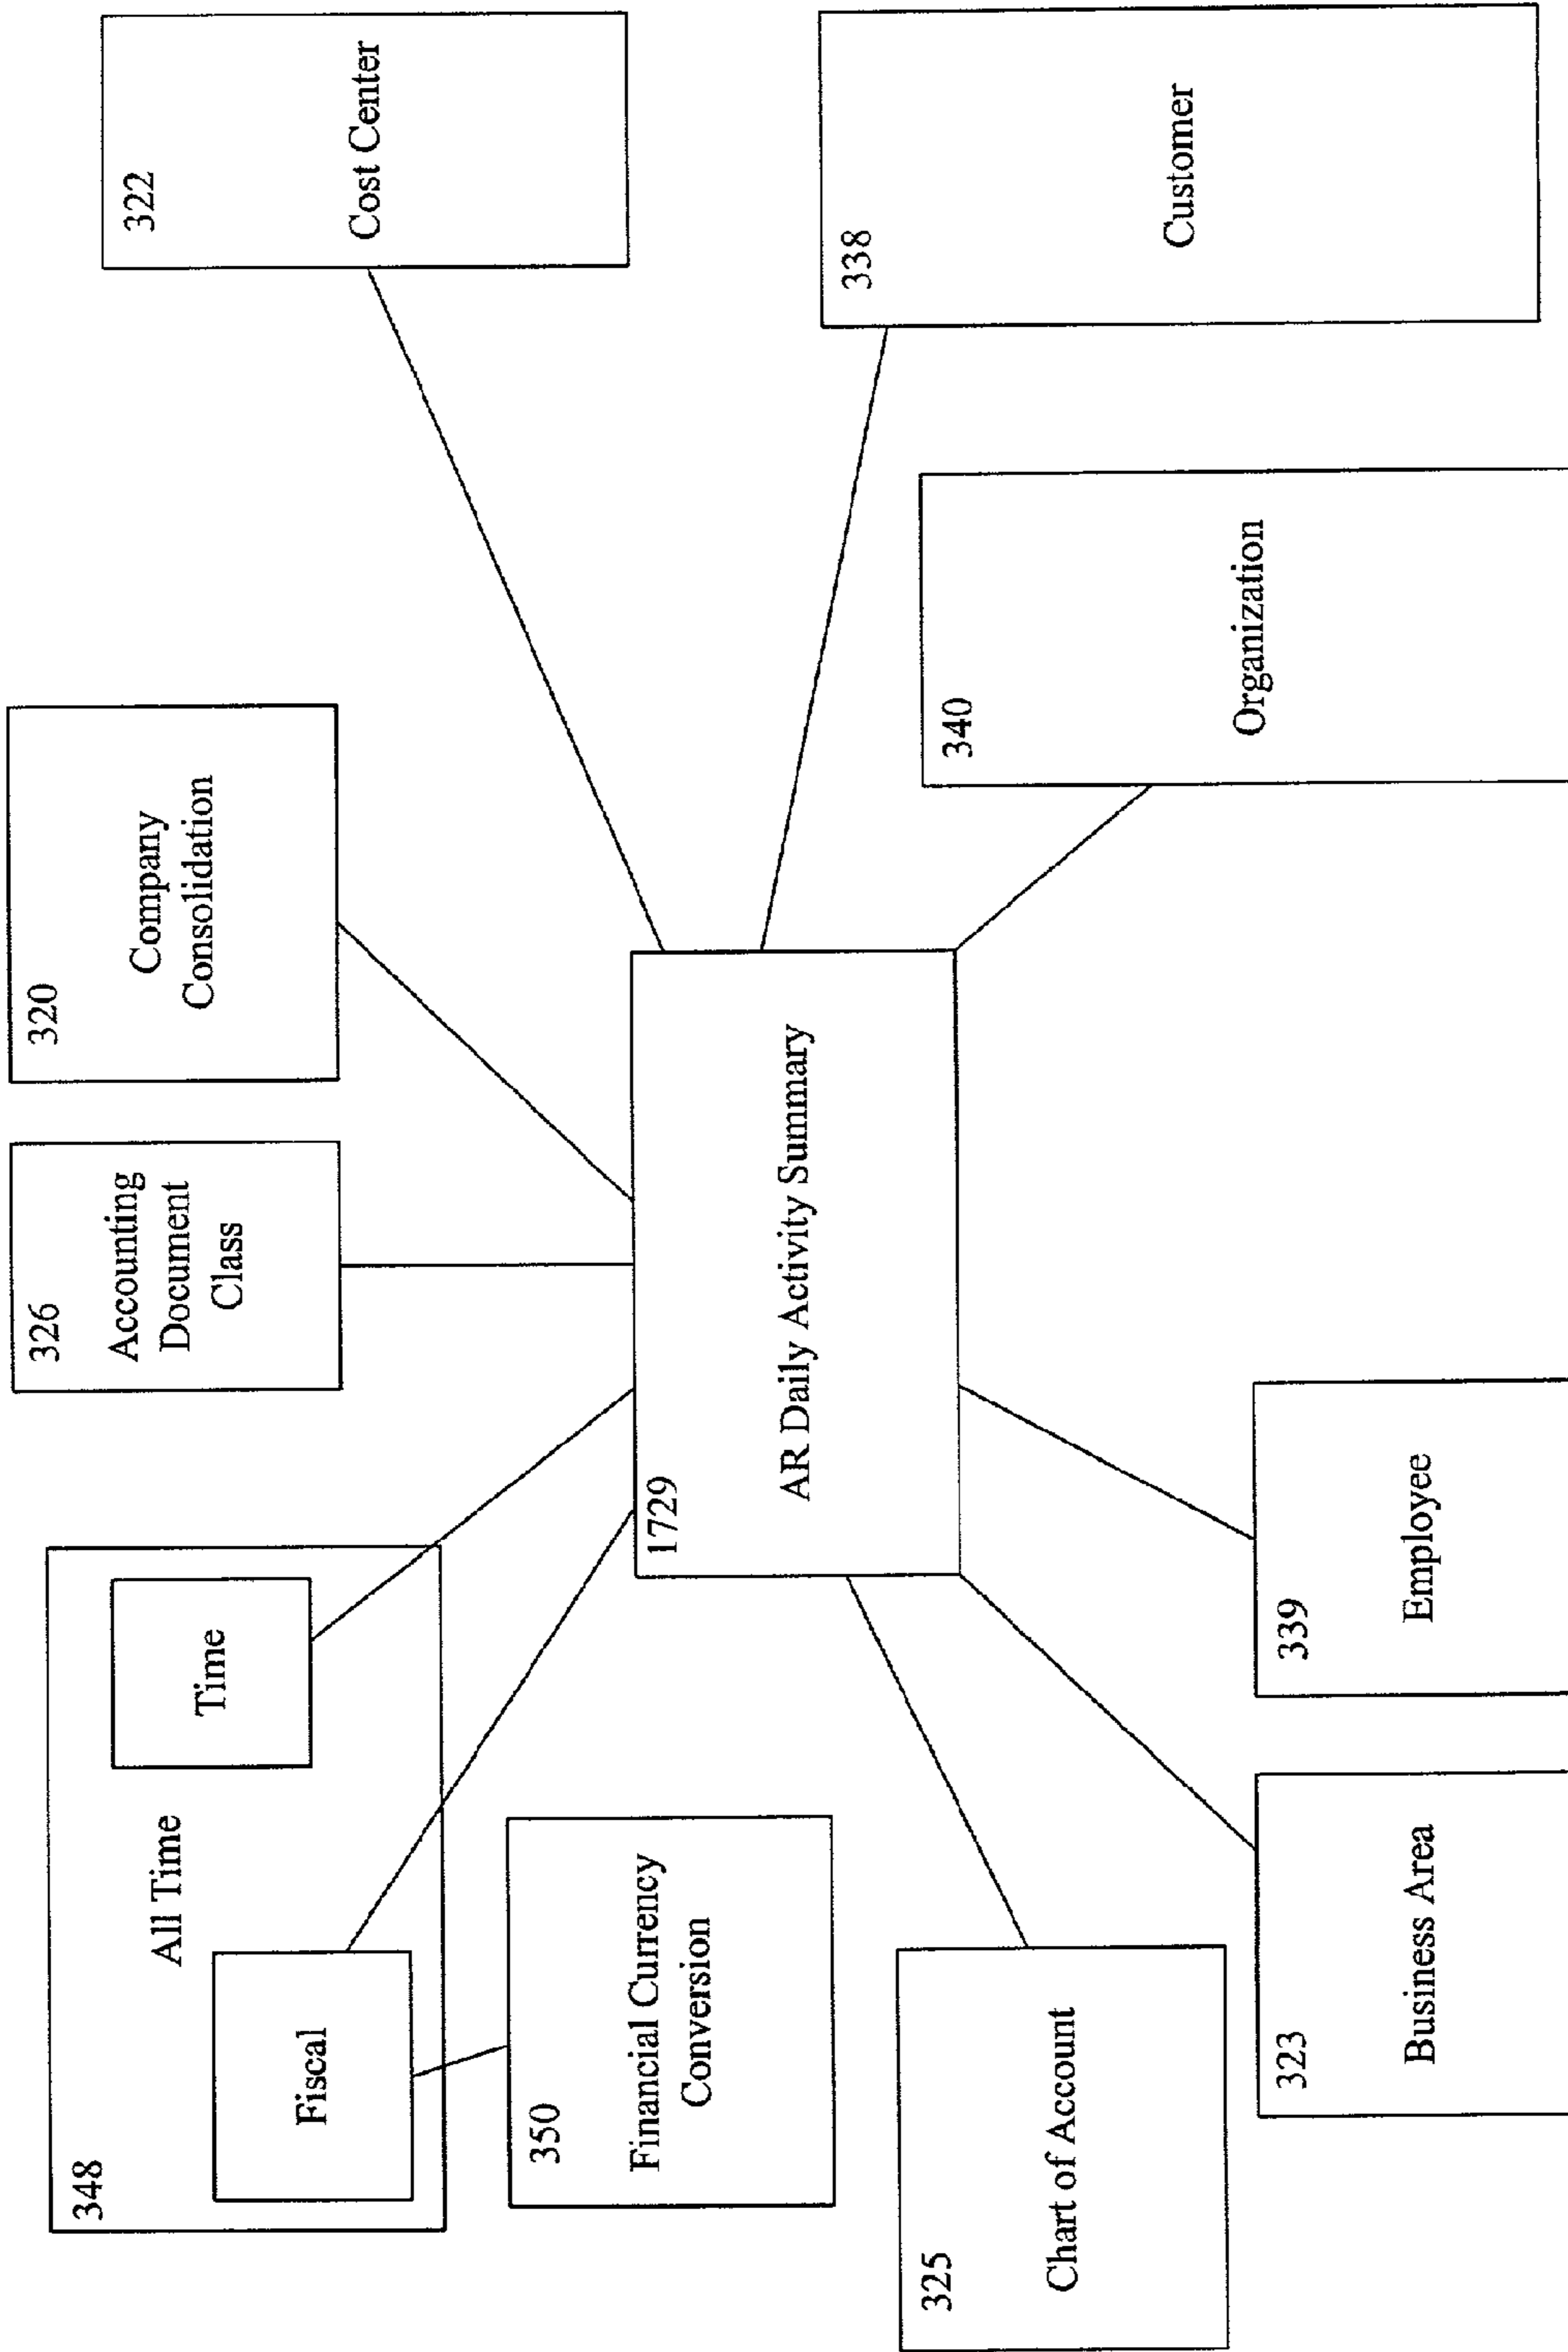 348
All Time
Time
Fiscal
326
Accounting
Document
Class
320
Company
Consolidation
322
Cost Center
350
Financial Currency
Conversion
1729
AR Daily Activity Summary
338
Customer
325
Chart of Account
340
Organization
323
Business Area
339
Employee